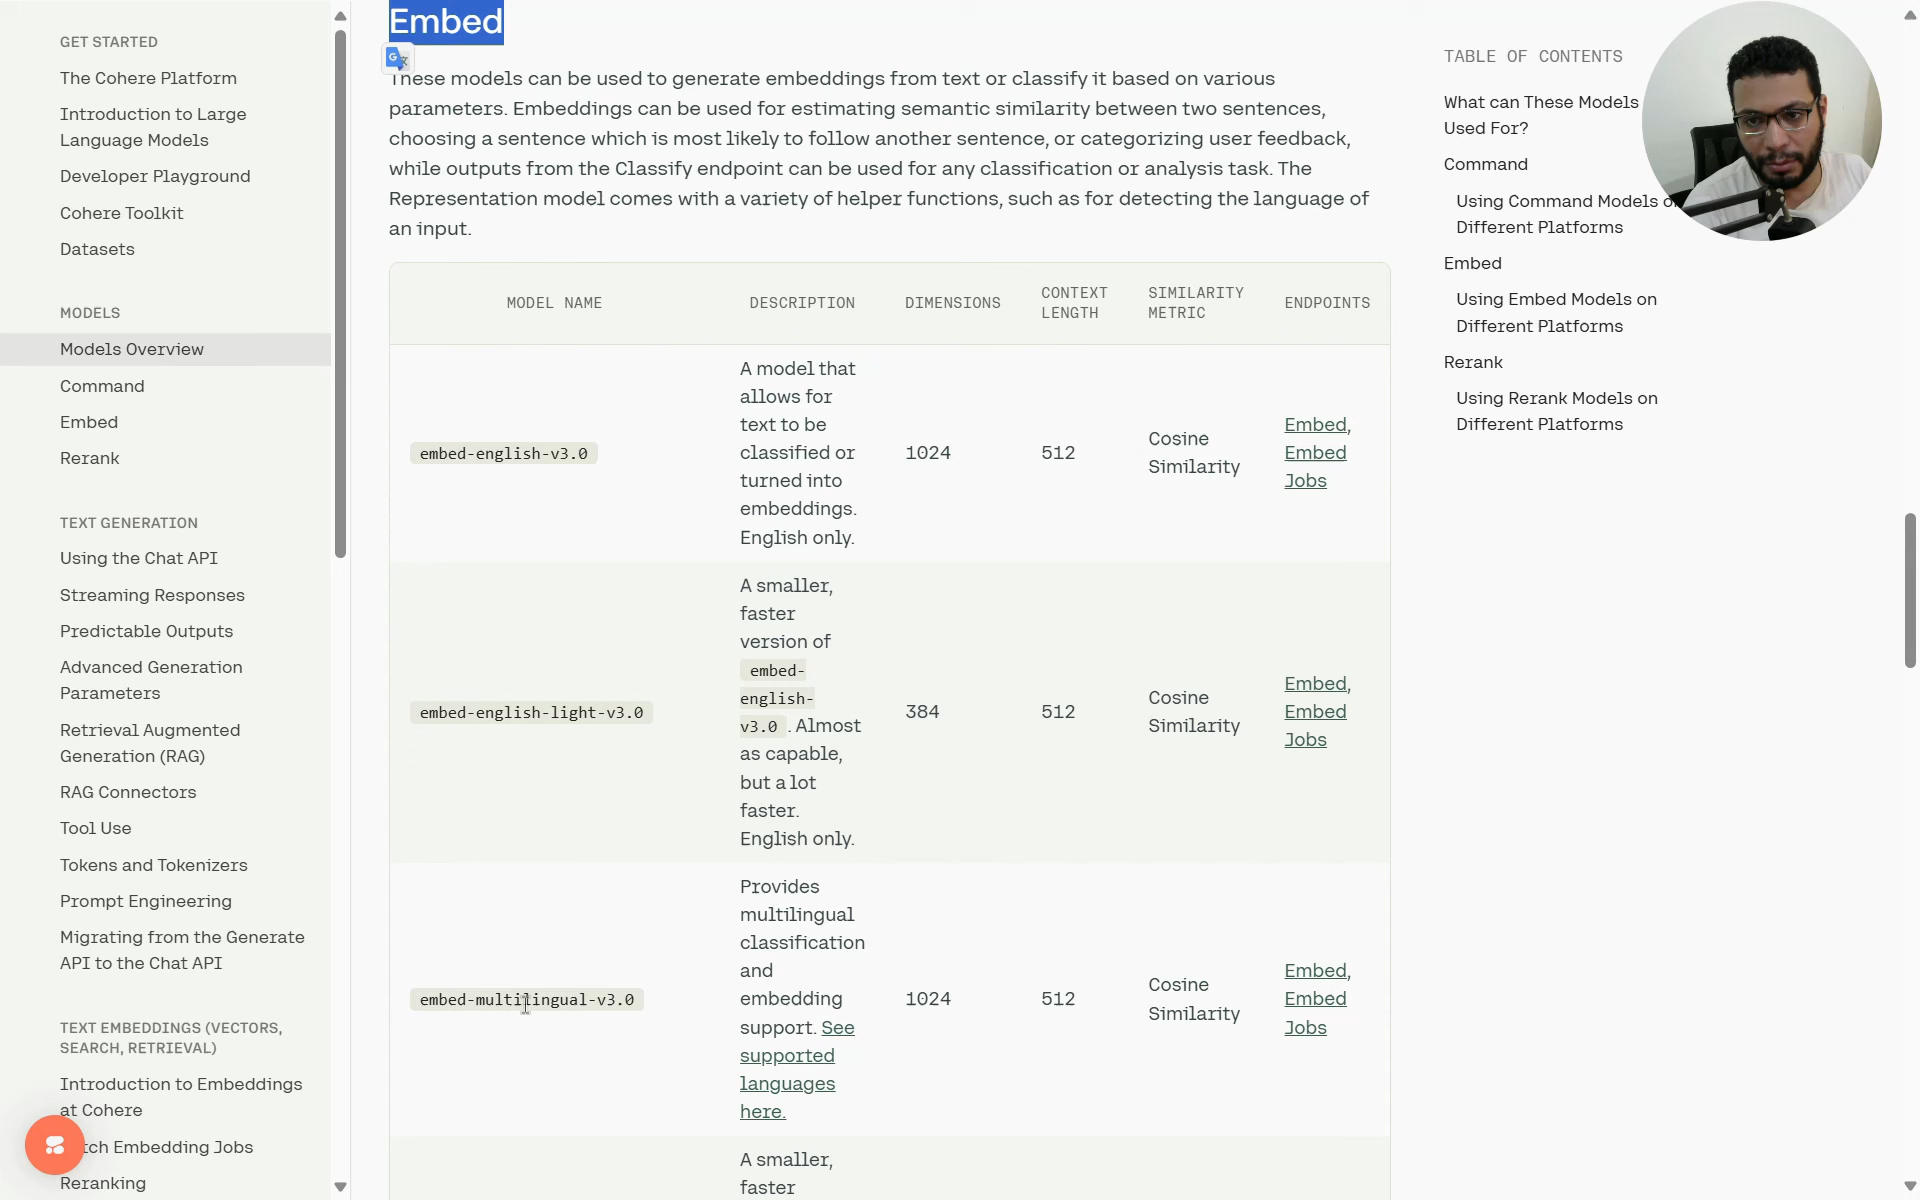 GET STARTED
The Cohere Platform
Introduction to Large
Language Models
Developer Playground
Cohere Toolkit
Datasets
MODELS
Models Overview
Command
Embed
Rerank
TEXT GENERATION
Using the Chat API
Streaming Responses
Predictable Outputs
Advanced Generation
Parameters
Retrieval Augmented
Generation (RAG)
RAG Connectors
Tool Use
Tokens and Tokenizers
Prompt Engineering
Migrating from the Generate
API to the Chat API
TEXT EMBEDDINGS (VECTORS,
SEARCH, RETRIEVAL)
Introduction to Embeddings
at Cohere
Embedding Jobs
Reranking
Embed
These models can be used to generate embeddings from text or classify it based on various
parameters. Embeddings can be used for estimating semantic similarity between two sentences,
choosing a sentence which is most likely to follow another sentence, or categorizing user feedback,
while outputs from the Classify endpoint can be used for any classification or analysis task. The
Representation model comes with a variety of helper functions, such as for detecting the language of
an input.
MODEL NAME DESCRIPTION DIMENSIONS CONTEXT LENGTH SIMILARITY METRIC ENDPOINTS
embed-english-v3.0
A model that
allows for
text to be
classified or
turned into
embeddings.
English only.
1024
512
Cosine
Similarity
Embed,
Embed
Jobs
embed-english-light-v3.0
A smaller,
faster
version of
embed-
english-
v3.0 . Almost
as capable,
but a lot
faster.
English only.
384
512
Cosine
Similarity
Embed,
Embed
Jobs
embed-multilingual-v3.0
Provides
multilingual
classification
and
embedding
support. See
supported
languages
here.
1024
512
Cosine
Similarity
Embed,
Embed
Jobs
A smaller,
faster
TABLE OF CONTENTS
What can These Models
Used For?
Command
Using Command Models
Different Platforms
Embed
Using Embed Models on
Different Platforms
Rerank
Using Rerank Models on
Different Platforms